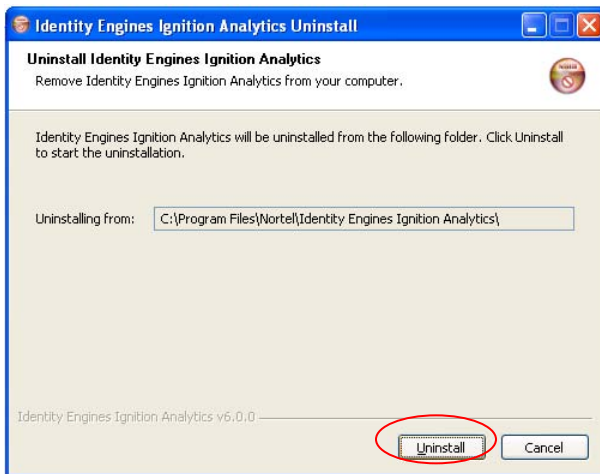 Identity Engines Ignition Analytics Uninstall
Uninstall Identity Engines Ignition Analytics
Remove Identity Engines Ignition Analytics from your computer.
Identity Engines Ignition Analytics will be uninstalled from the following folder. Click Uninstall
to start the uninstallation.
Uninstalling from: C:\Program Files\Nortel\Identity Engines Ignition Analytics\
Identity Engines Ignition Analytics v6.0.0
Uninstall Cancel